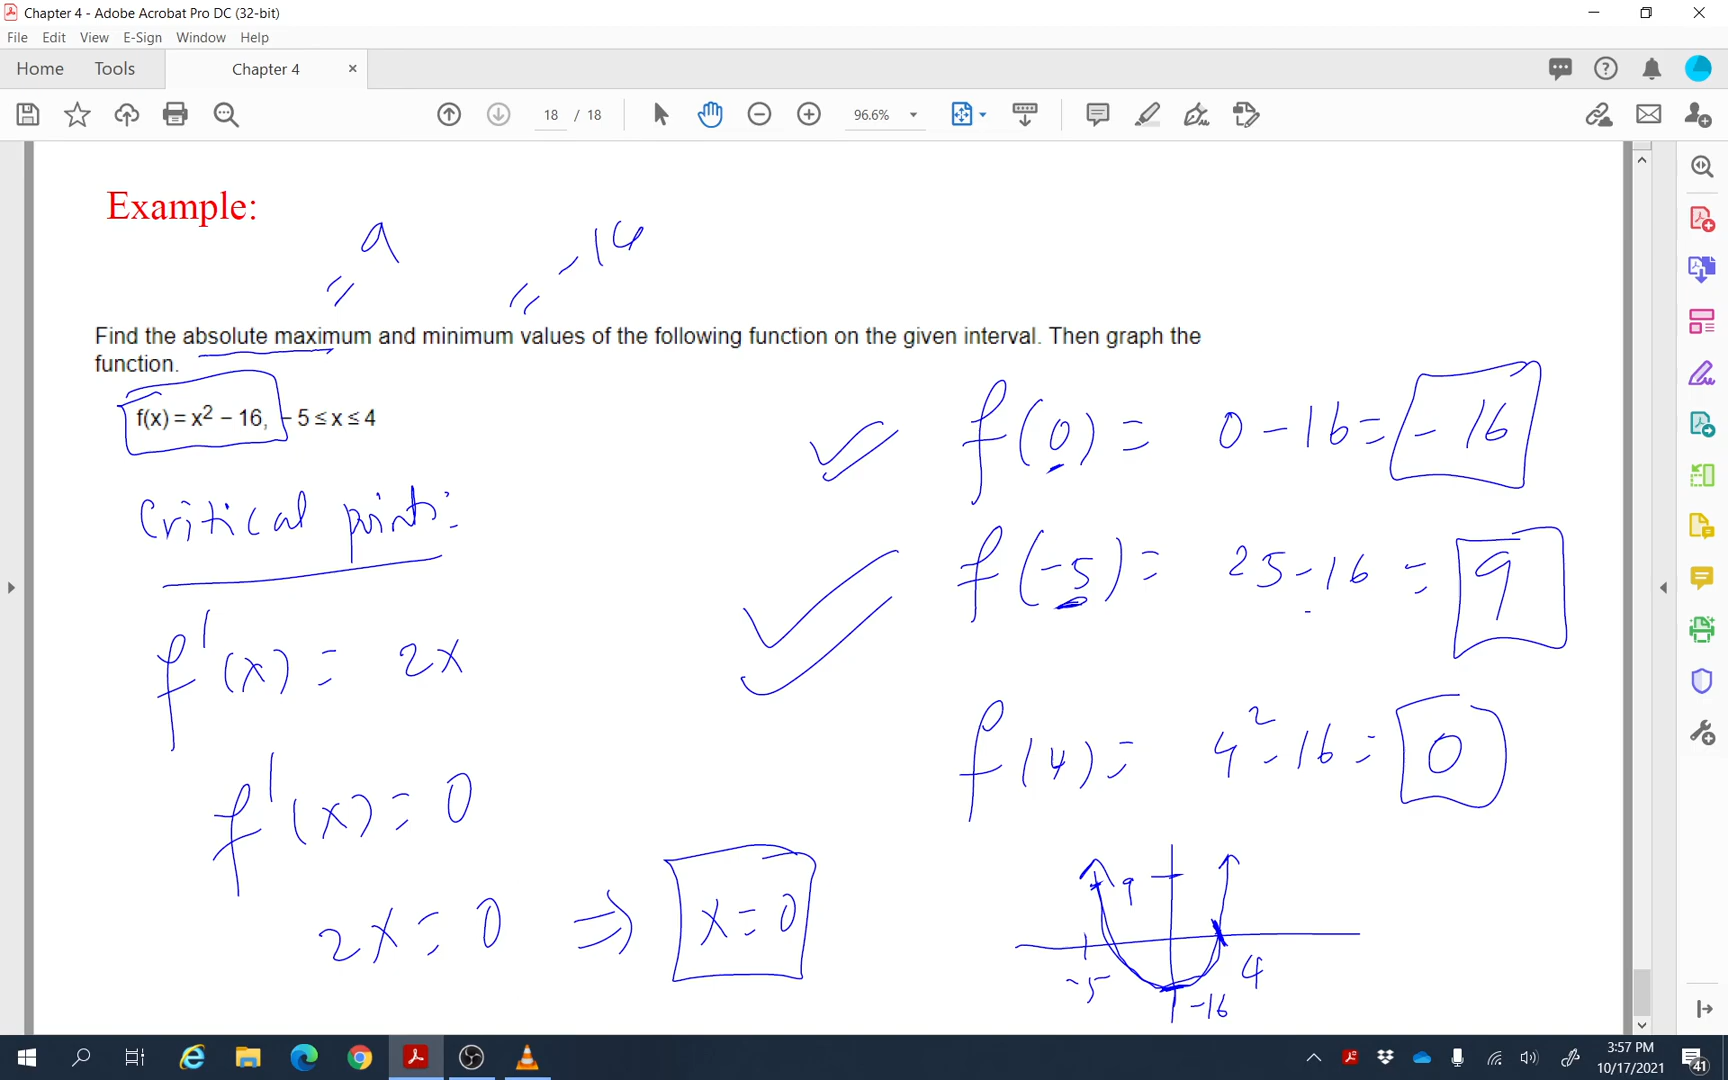 Chapter 4 - Adobe Acrobat Pro DC (32-bit)
File Edit View E-Sign Window Help
Home Tools Chapter 4 ×
18 / 18 96.6%
Example:
= 9 = -16
Find the absolute maximum and minimum values of the following function on the given interval. Then graph the
function.
f(x) = x² − 16, − 5 ≤ x ≤ 4
Critical points:
f'(x) = 2x
f'(x) = 0
2x = 0 ⇒ x = 0
f(0) = 0 - 16 = -16
f(-5) = 25 - 16 = 9
f(4) = 4² - 16 = 0
9
-5 4
-16
3:57 PM
10/17/2021
41